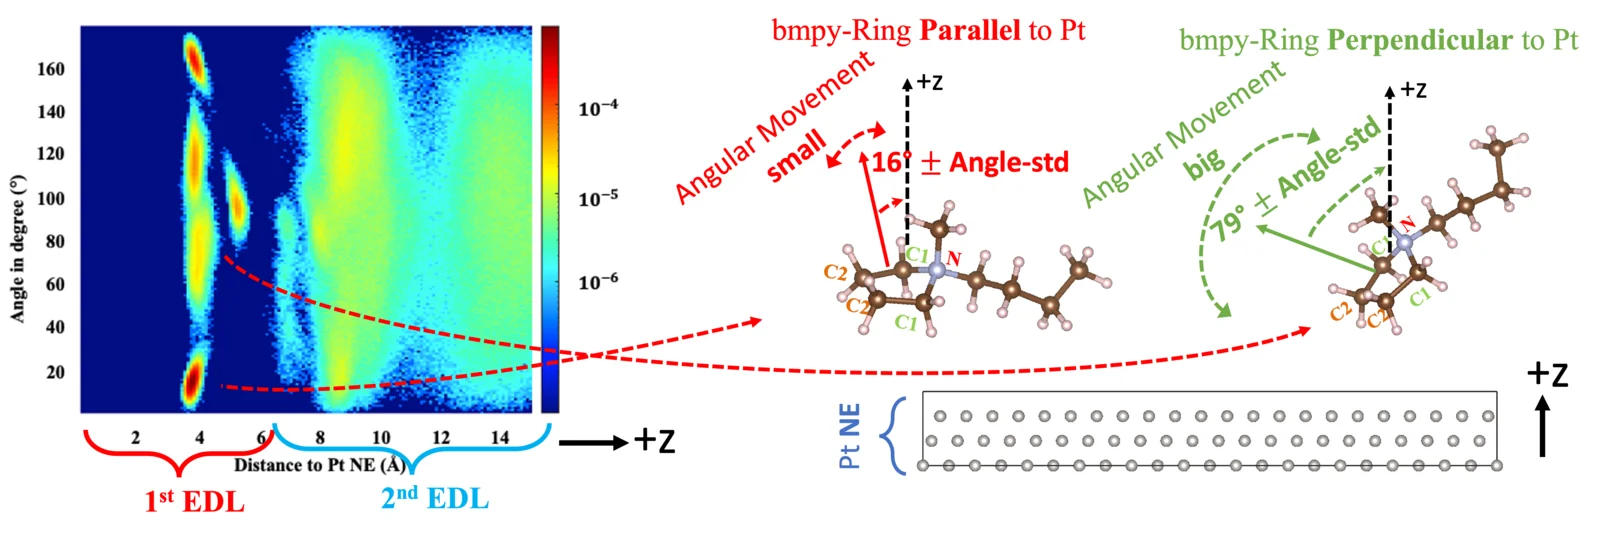 160
140
120
100
80
60
40
20
Angle in degree (°)
2 4 6 8 10 12 14
Distance to Pt NE (Å)
10⁻⁴
10⁻⁵
10⁻⁶
+z
1st EDL
2nd EDL
bmpy-Ring Parallel to Pt
Angular Movement
small
+z
16° ± Angle-std
C1
N
C2
C2
C1
bmpy-Ring Perpendicular to Pt
Angular Movement
big
+z
79° ± Angle-std
N
C1
C1
C2
C2
Pt NE
+z